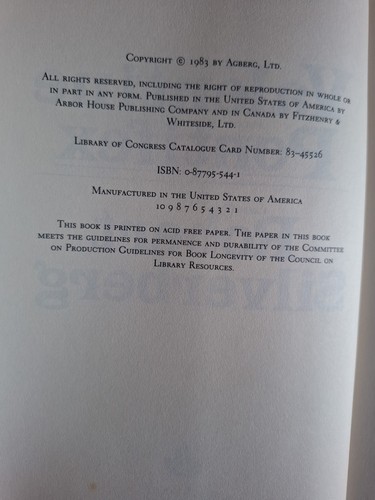 COPYRIGHT © 1983 BY AGBERG, LTD.
ALL RIGHTS RESERVED, INCLUDING THE RIGHT OF REPRODUCTION IN WHOLE OR
IN PART IN ANY FORM. PUBLISHED IN THE UNITED STATES OF AMERICA BY
ARBOR HOUSE PUBLISHING COMPANY AND IN CANADA BY FITZHENRY &
WHITESIDE, LTD.
LIBRARY OF CONGRESS CATALOGUE CARD NUMBER: 83-45526
ISBN: 0-87795-544-1
MANUFACTURED IN THE UNITED STATES OF AMERICA
10 9 8 7 6 5 4 3 2 1
THIS BOOK IS PRINTED ON ACID FREE PAPER. THE PAPER IN THIS BOOK
MEETS THE GUIDELINES FOR PERMANENCE AND DURABILITY OF THE COMMITTEE
ON PRODUCTION GUIDELINES FOR BOOK LONGEVITY OF THE COUNCIL ON
LIBRARY RESOURCES.